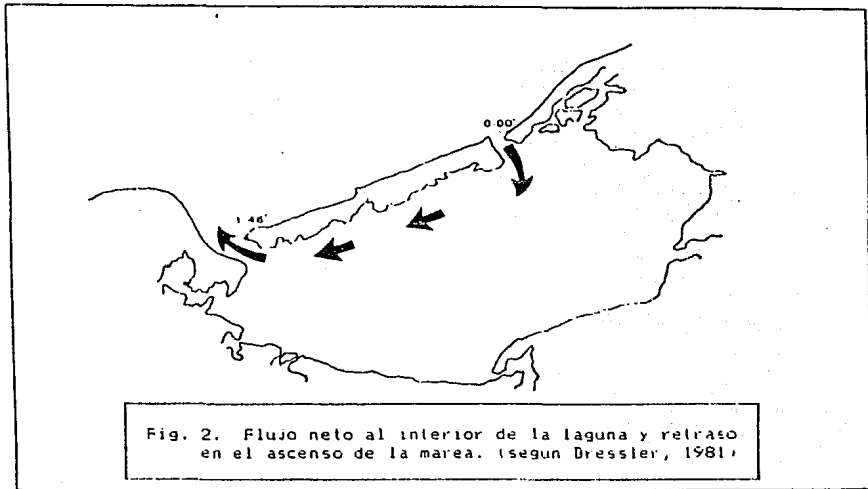 0:00'
1:46'
Fig. 2. Flujo neto al interior de la laguna y retraso
en el ascenso de la marea. (segun Dressler, 1981)